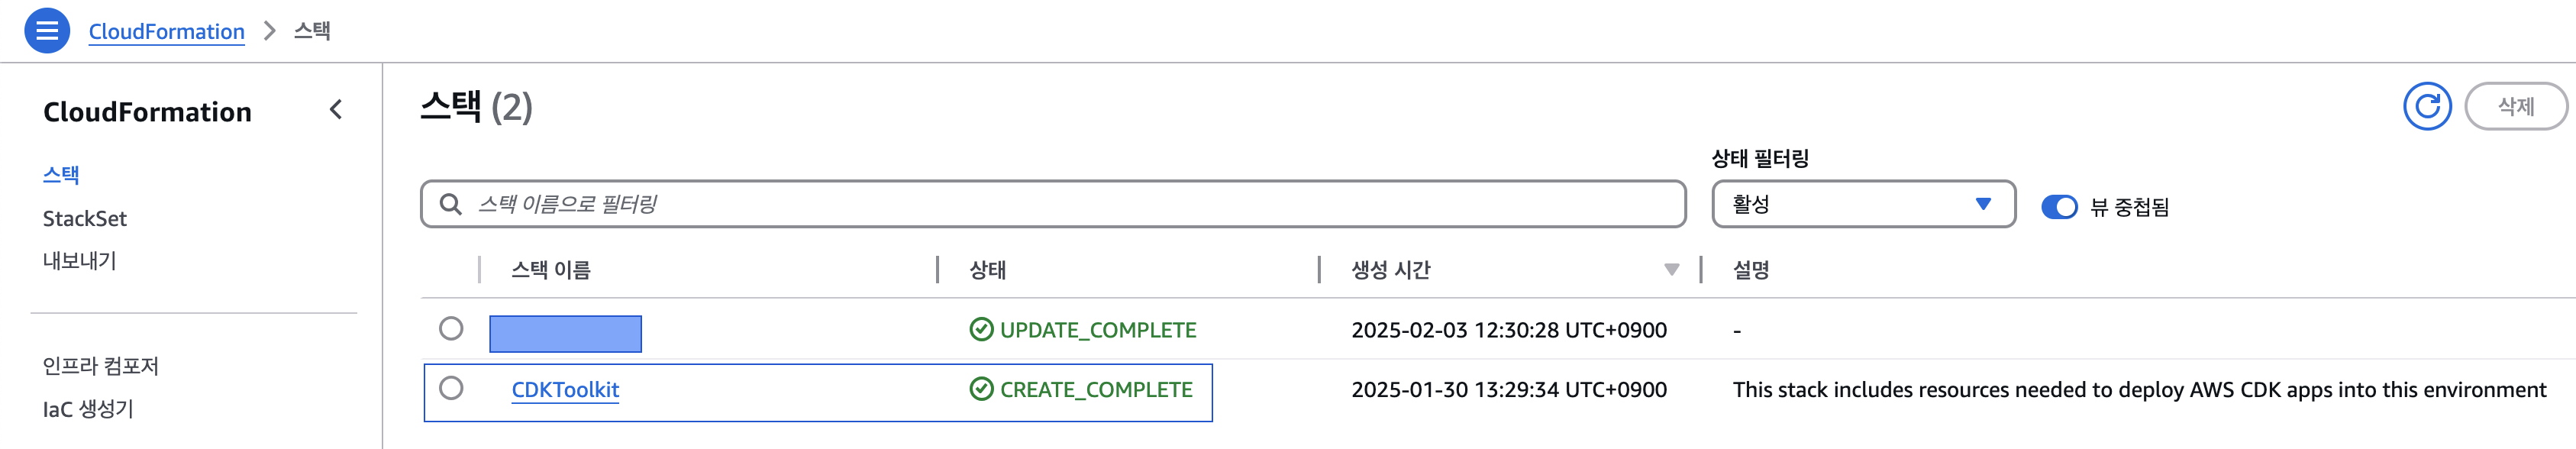 CloudFormation > 스택
CloudFormation
스택
StackSet
내보내기
인프라 컴포저
IaC 생성기
스택 (2)
삭제
상태 필터링
스택 이름으로 필터링
활성
뷰 중첩됨
스택 이름 상태 생성 시간 설명
UPDATE_COMPLETE 2025-02-03 12:30:28 UTC+0900 -
CDKToolkit CREATE_COMPLETE 2025-01-30 13:29:34 UTC+0900 This stack includes resources needed to deploy AWS CDK apps into this environment